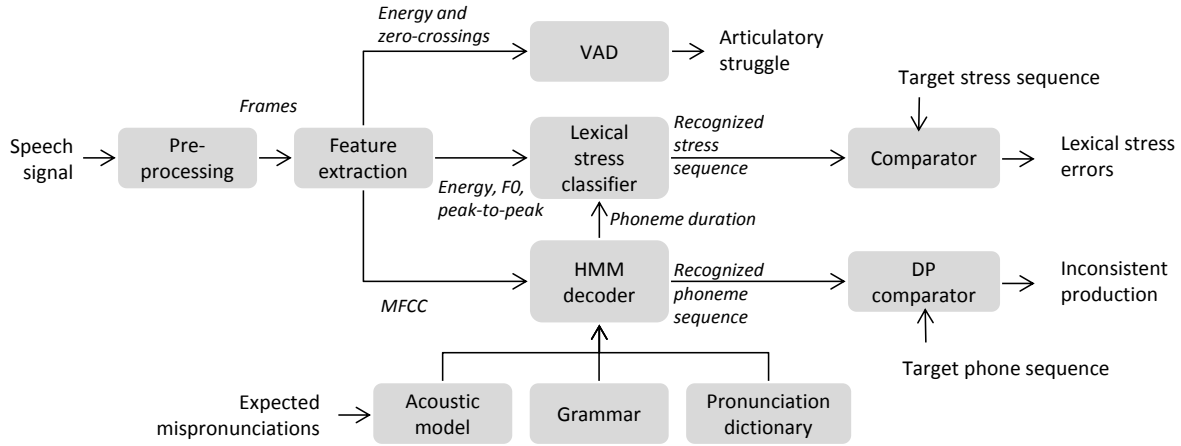 Energy and
zero-crossings
VAD
Articulatory
struggle
Target stress sequence
Frames
Speech
signal
Pre-
processing
Feature
extraction
Lexical
stress
classifier
Recognized
stress
sequence
Comparator
Lexical stress
errors
Energy, F0,
peak-to-peak
Phoneme duration
HMM
decoder
Recognized
phoneme
sequence
DP
comparator
Inconsistent
production
MFCC
Target phone sequence
Expected
mispronunciations
Acoustic
model
Grammar
Pronunciation
dictionary